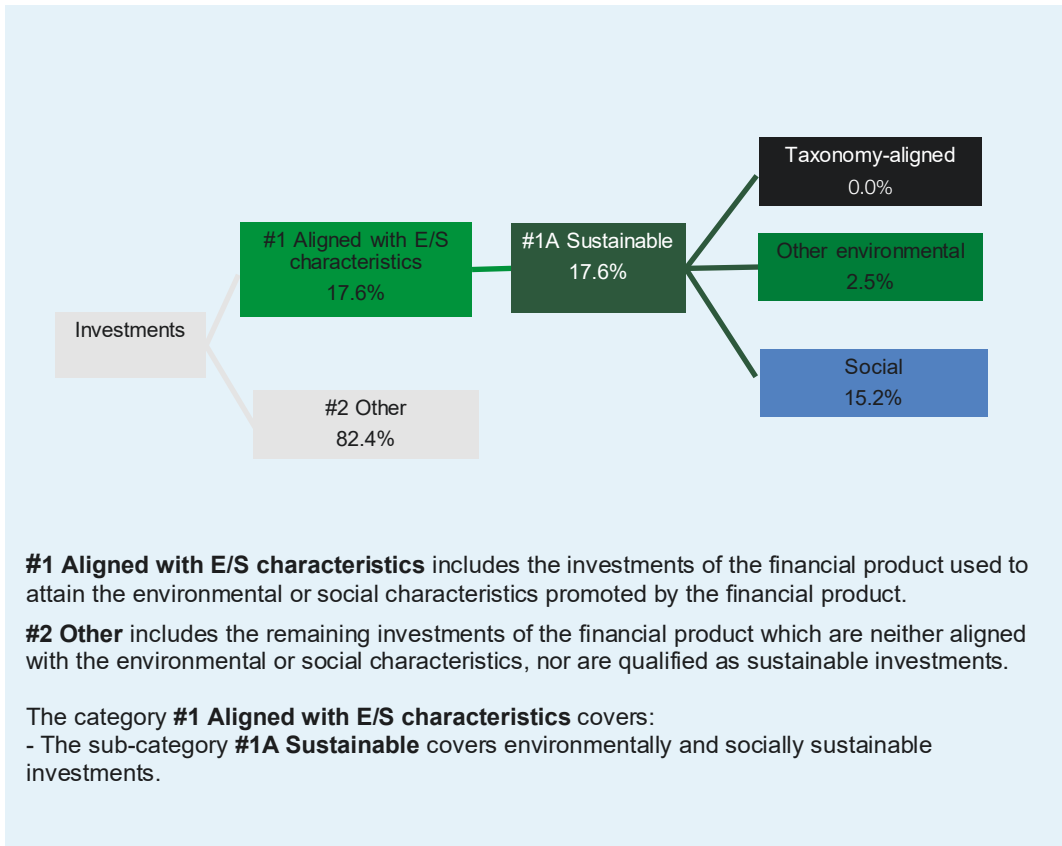 Taxonomy-aligned
0.0%
#1 Aligned with E/S
characteristics
17.6%
#1A Sustainable
17.6%
Other environmental
2.5%
Investments
Social
15.2%
#2 Other
82.4%
#1 Aligned with E/S characteristics includes the investments of the financial product used to
attain the environmental or social characteristics promoted by the financial product.
#2 Other includes the remaining investments of the financial product which are neither aligned
with the environmental or social characteristics, nor are qualified as sustainable investments.
The category #1 Aligned with E/S characteristics covers:
- The sub-category #1A Sustainable covers environmentally and socially sustainable
investments.